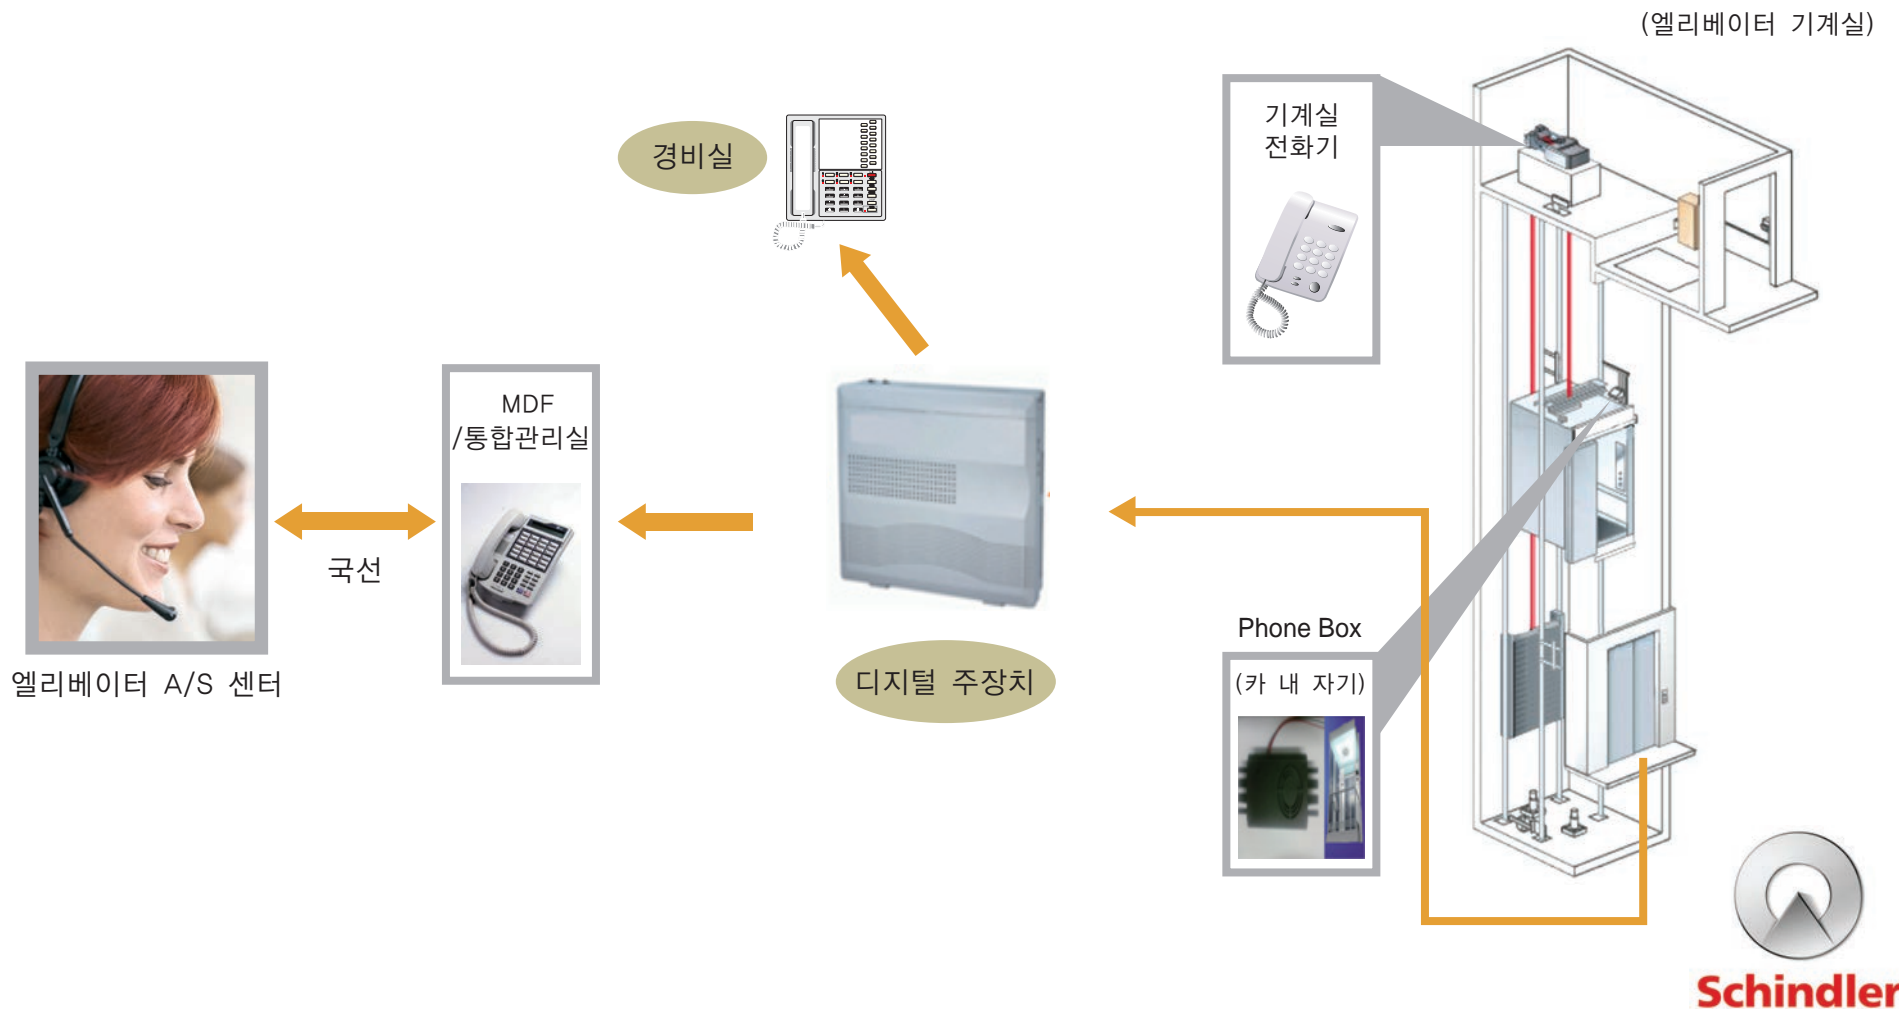 (엘리베이터 기계실)
기계실
전화기
경비실
MDF
/통합관리실
국선
엘리베이터 A/S 센터
디지털 주장치
Phone Box
(카 내 자기)
Schindler